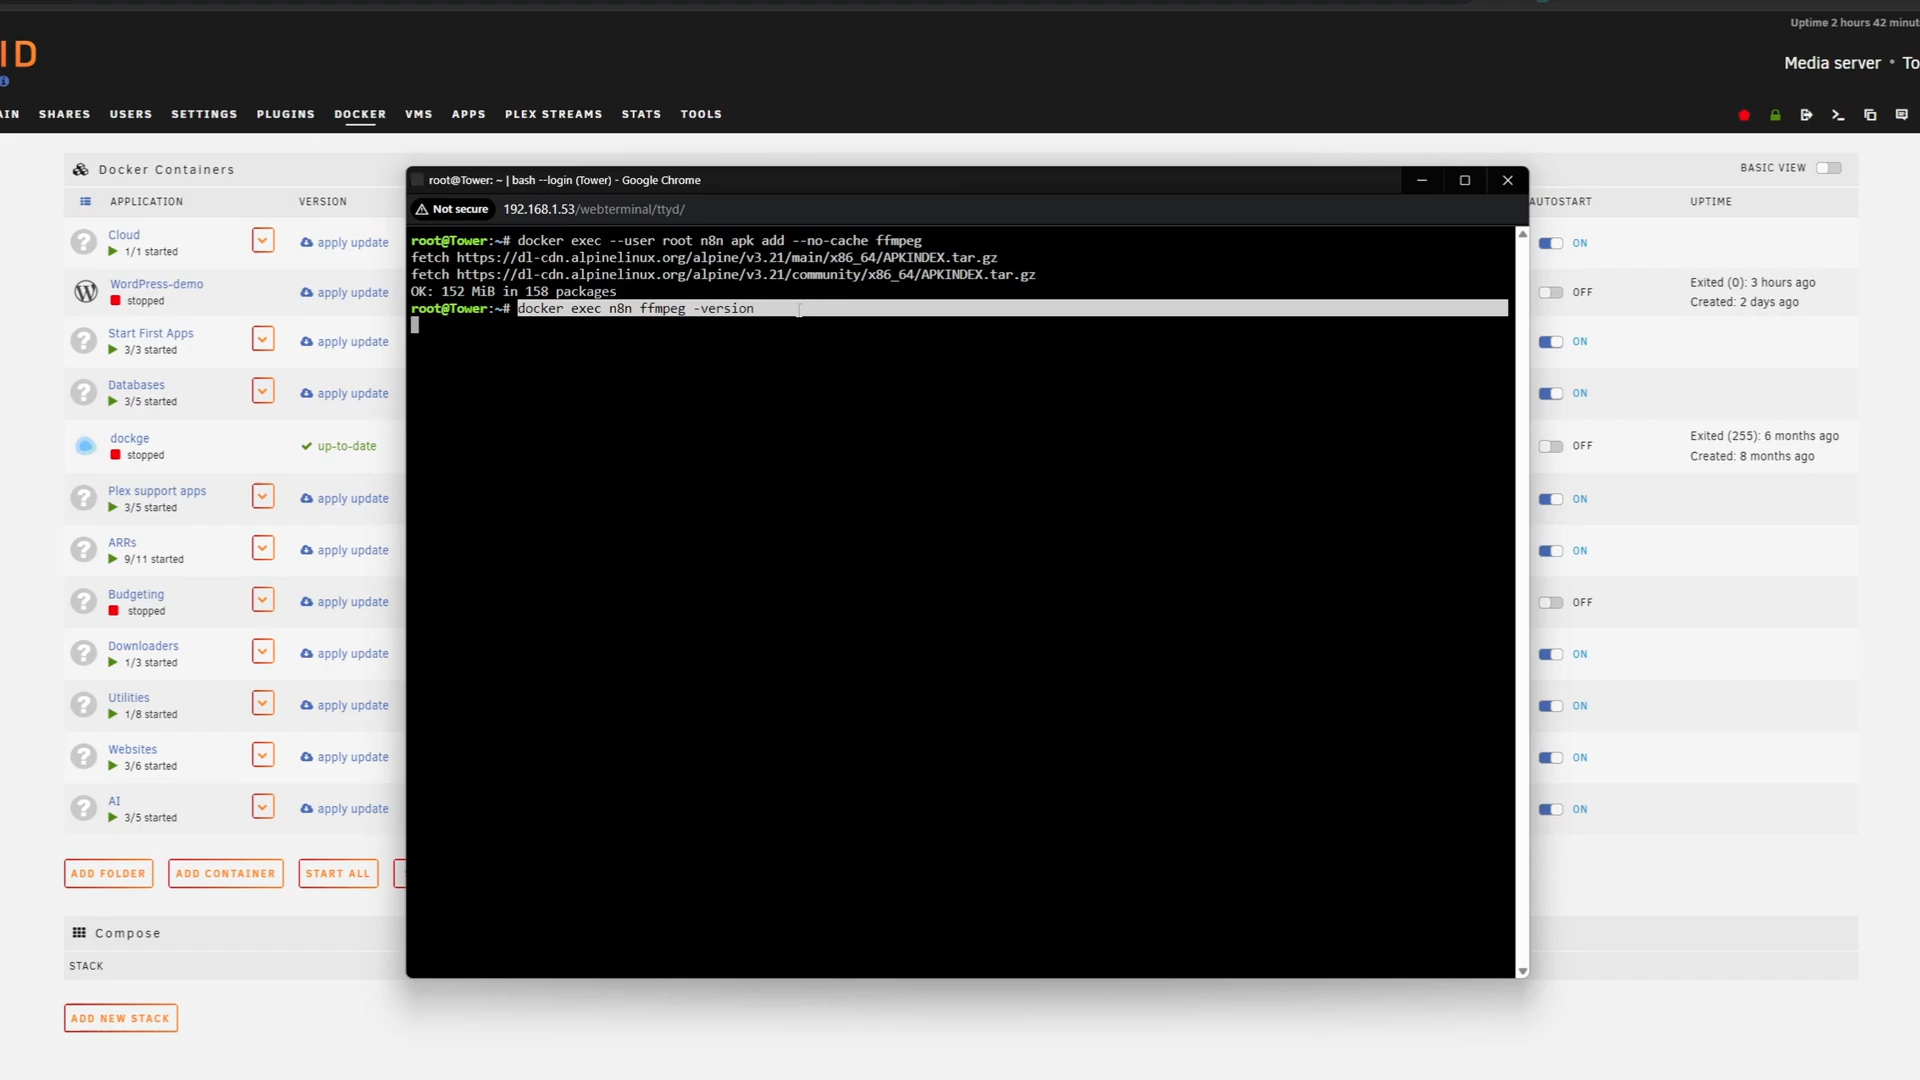 Uptime 2 hours 42 minut
ID
Media server • To
AIN SHARES USERS SETTINGS PLUGINS DOCKER VMS APPS PLEX STREAMS STATS TOOLS
Docker Containers
BASIC VIEW
APPLICATION VERSION AUTOSTART UPTIME
Cloud
1/1 started
apply update
ON
WordPress-demo
stopped
apply update
OFF
Exited (0): 3 hours ago
Created: 2 days ago
Start First Apps
3/3 started
apply update
ON
Databases
3/5 started
apply update
ON
dockge
stopped
up-to-date
OFF
Exited (255): 6 months ago
Created: 8 months ago
Plex support apps
3/5 started
apply update
ON
ARRs
9/11 started
apply update
ON
Budgeting
stopped
apply update
OFF
Downloaders
1/3 started
apply update
ON
Utilities
1/8 started
apply update
ON
Websites
3/6 started
apply update
ON
AI
3/5 started
apply update
ON
ADD FOLDER ADD CONTAINER START ALL
Compose
STACK
ADD NEW STACK
root@Tower: ~ | bash --login (Tower) - Google Chrome
Not secure 192.168.1.53/webterminal/ttyd/
root@Tower:~# docker exec --user root n8n apk add --no-cache ffmpeg
fetch https://dl-cdn.alpinelinux.org/alpine/v3.21/main/x86_64/APKINDEX.tar.gz
fetch https://dl-cdn.alpinelinux.org/alpine/v3.21/community/x86_64/APKINDEX.tar.gz
OK: 152 MiB in 158 packages
root@Tower:~# docker exec n8n ffmpeg -version